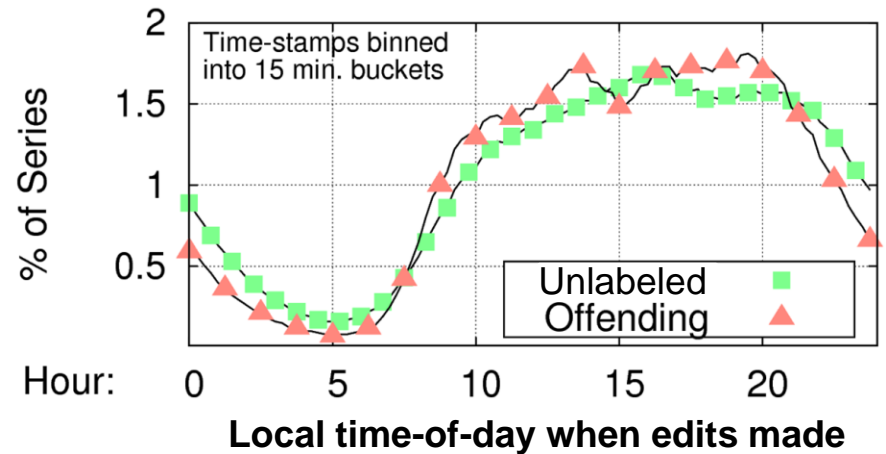 2
Time-stamps binned
into 15 min. buckets
1.5
1
0.5
% of Series
Unlabeled
Offending
Hour: 0 5 10 15 20
Local time-of-day when edits made